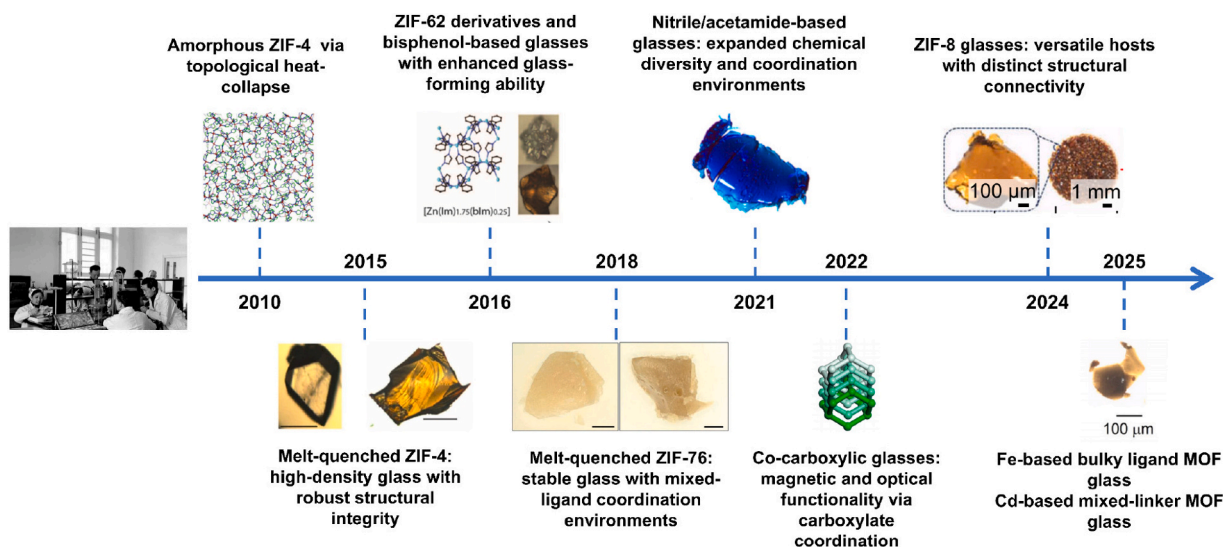 Amorphous ZIF-4 via
topological heat-
collapse
ZIF-62 derivatives and
bisphenol-based glasses
with enhanced glass-
forming ability
Nitrile/acetamide-based
glasses: expanded chemical
diversity and coordination
environments
ZIF-8 glasses: versatile hosts
with distinct structural
connectivity
[Zn(Im)1.75(bIm)0.25]
100 μm
1 mm
2015
2018
2022
2025
2010
2016
2021
2024
100 μm
Melt-quenched ZIF-4:
high-density glass with
robust structural
integrity
Melt-quenched ZIF-76:
stable glass with mixed-
ligand coordination
environments
Co-carboxylic glasses:
magnetic and optical
functionality via
carboxylate
coordination
Fe-based bulky ligand MOF
glass
Cd-based mixed-linker MOF
glass